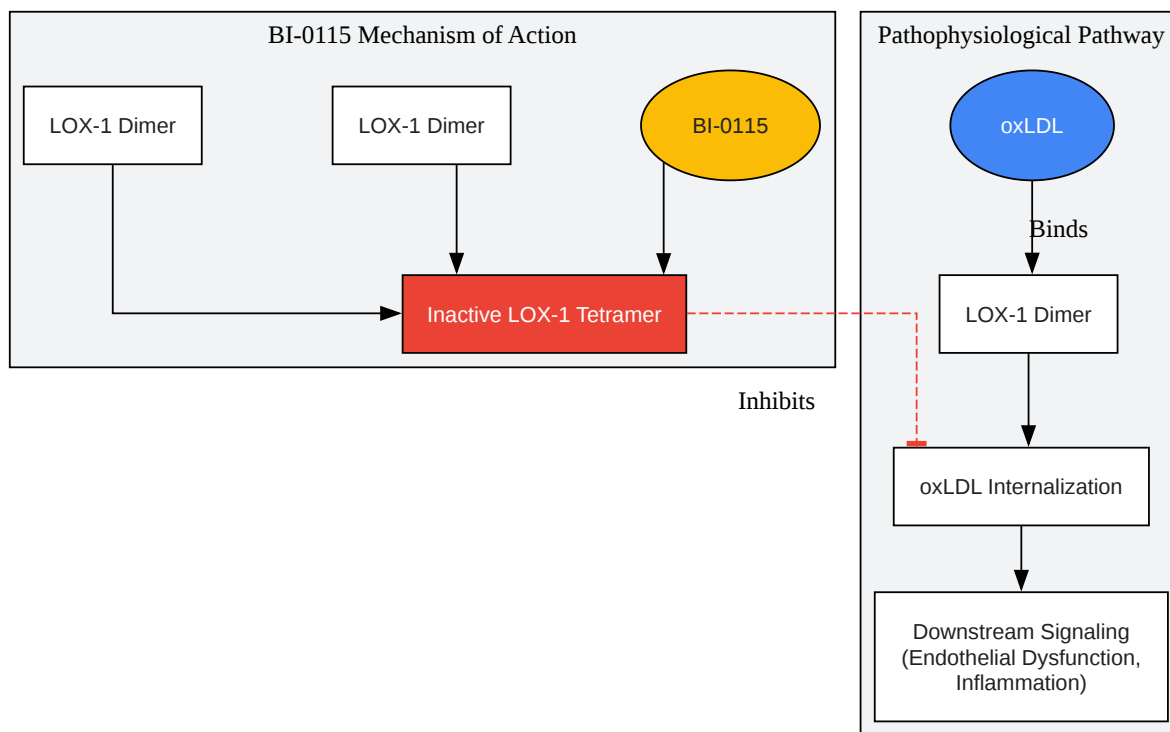 BI-0115 Mechanism of Action
LOX-1 Dimer
LOX-1 Dimer
BI-0115
Inactive LOX-1 Tetramer
Inhibits
Pathophysiological Pathway
oxLDL
Binds
LOX-1 Dimer
oxLDL Internalization
Downstream Signaling
(Endothelial Dysfunction,
Inflammation)